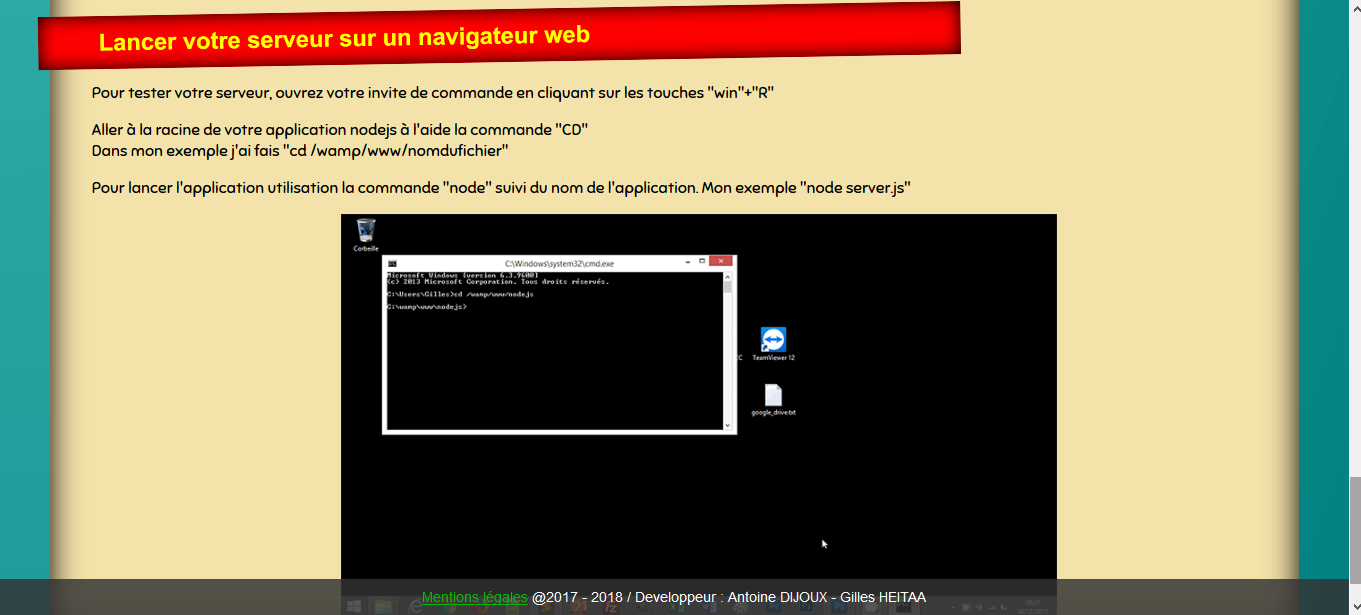 Lancer votre serveur sur un navigateur web
Pour tester votre serveur, ouvrez votre invite de commande en cliquant sur les touches "win"+"R"
Aller à la racine de votre application nodejs à l'aide la commande "CD"
Dans mon exemple j'ai fais "cd /wamp/www/nomdufichier"
Pour lancer l'application utilisation la commande "node" suivi du nom de l'application. Mon exemple "node server.js"
Corbeille
C:\Windows\system32\cmd.exe
Microsoft Windows [version 6.3.9600]
(c) 2013 Microsoft Corporation. Tous droits réservés.
C:\Users\Gilles>cd /wamp/www/nodejs
C:\wamp\www\nodejs>
TeamViewer 12
google_drive.txt
Mentions légales @2017 - 2018 / Developpeur : Antoine DIJOUX - Gilles HEITAA